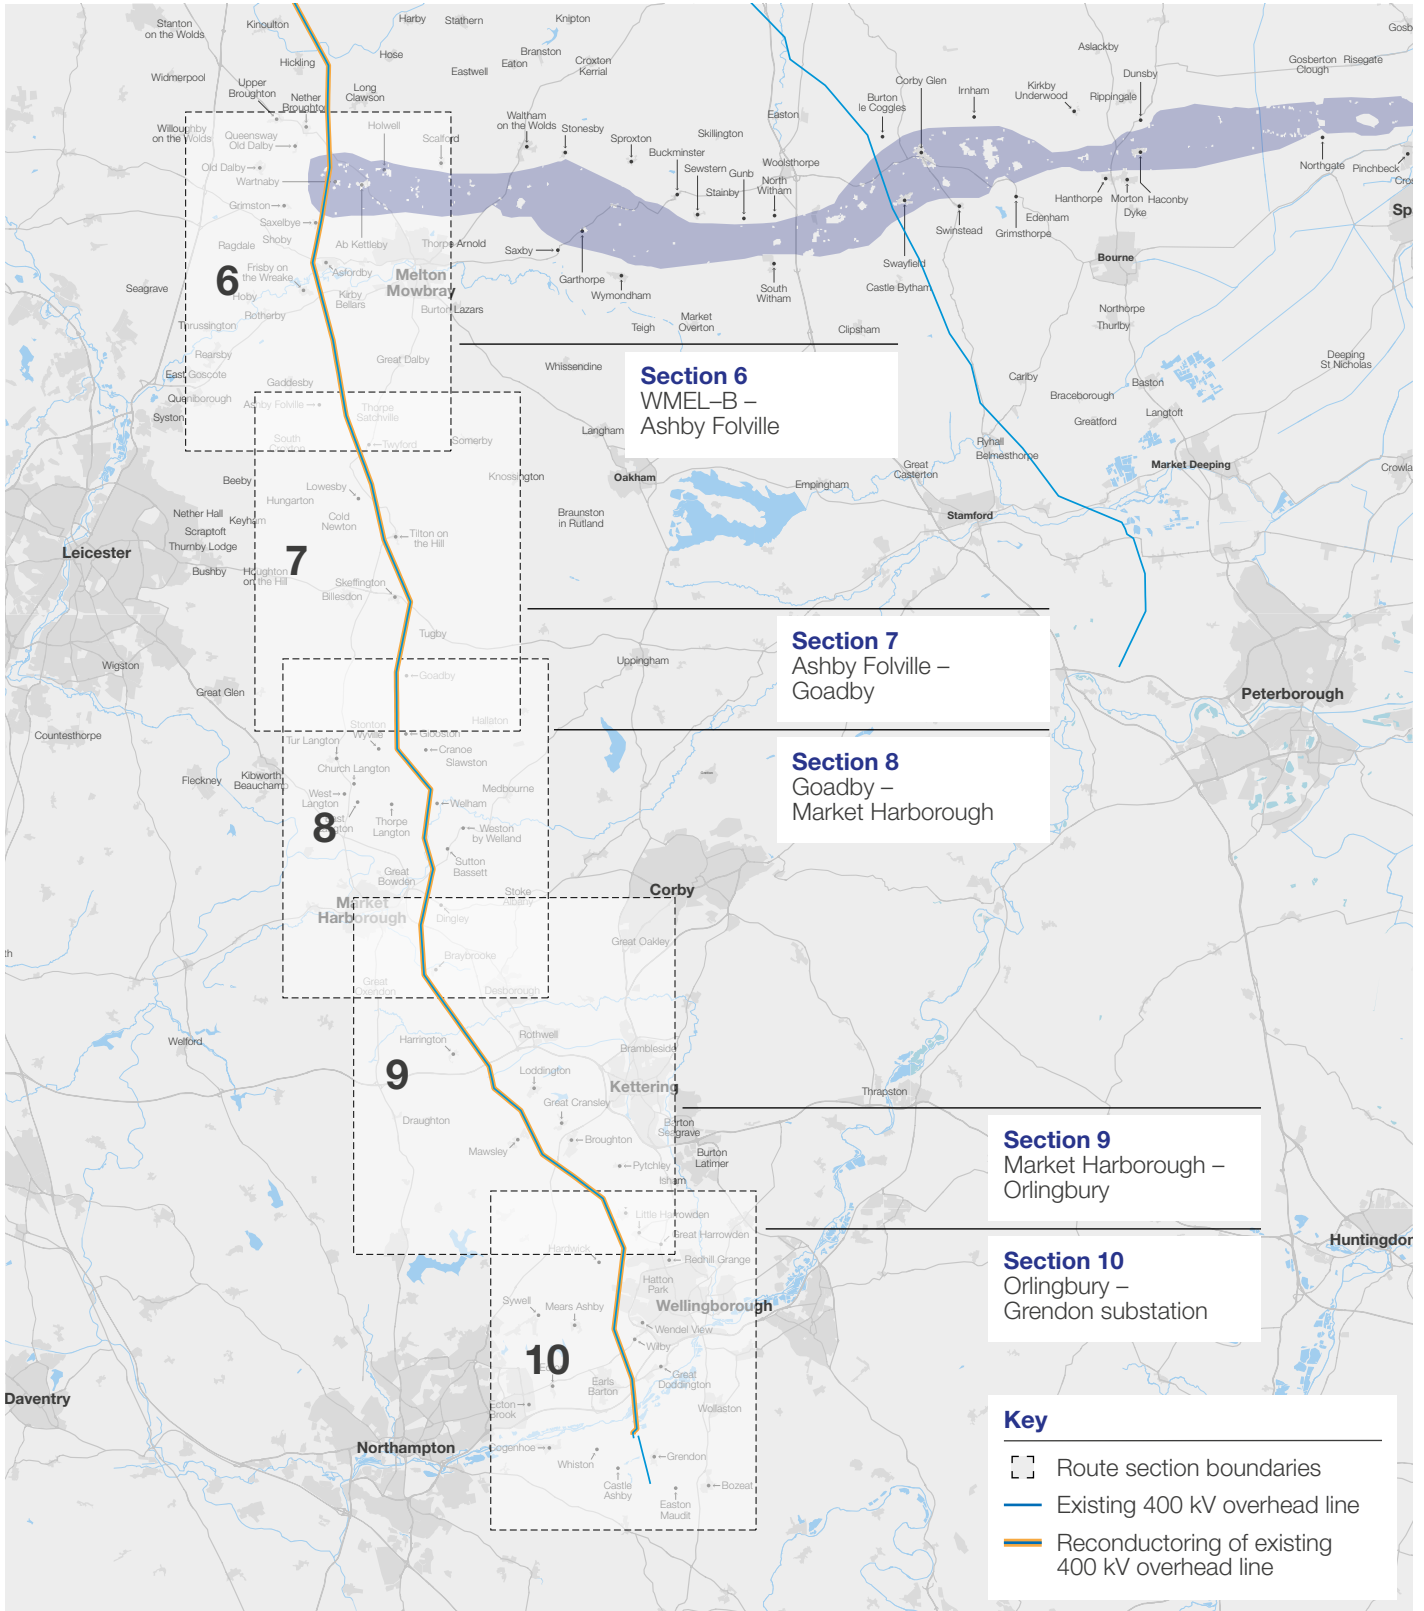 Stanton
on the Wolds
Kinoulton
Harby
Stathern
Knipton
Hose
Hickling
Branston
Eaton
Croxton
Kerrial
Eastwell
Widmerpool
Upper
Broughton
Nether
Broughton
Long
Clawson
Aslackby
Gosberton
Clough
Risegate
Dunsby
Rippingale
Kirkby
Underwood
Irnham
Corby Glen
Burton
le Coggles
Easton
Willoughby
on the Wolds
Queensway
Old Dalby
Holwell
Scalford
Waltham
on the Wolds
Stonesby
Sproxton
Skillington
Buckminster
Sewstern
Gunb
Stainby
Woolsthorpe
North
Witham
Northgate
Pinchbeck
Old Dalby
Wartnaby
Grimston
Saxelbye
Shoby
Ragdale
Ab Kettleby
Thorpe Arnold
Saxby
Garthorpe
Wymondham
South
Witham
Swayfield
Castle Bytham
Swinstead
Grimsthorpe
Edenham
Hanthorpe
Morton
Dyke
Haconby
Bourne
Seagrave
Frisby on
the Wreake
Hoby
Asfordby
Melton
Mowbray
Kirby
Bellars
Burton Lazars
6
Thrussington
Rotherby
Rearsby
Great Dalby
Teigh
Market
Overton
Clipsham
Northorpe
Thurlby
East Goscote
Queniborough
Syston
Gaddesby
Ashby Folville
Thorpe
Satchville
Twyford
South
Somerby
Whissendine
Section 6
WMEL–B –
Ashby Folville
Carlby
Braceborough
Greatford
Baston
Langtoft
Deeping
St Nicholas
Langham
Oakham
Ryhall
Belmesthorpe
Great
Casterton
Market Deeping
Empingham
Stamford
Beeby
Lowesby
Hungarton
Cold
Newton
Knossington
Braunston
in Rutland
Nether Hall
Keyham
Scraptoft
Thurnby Lodge
Leicester
Bushby
Houghton
on the Hill
7
Tilton on
the Hill
Skeffington
Billesdon
Tugby
Uppingham
Section 7
Ashby Folville –
Goadby
Wigston
Great Glen
Goadby
Peterborough
Countesthorpe
Stonton
Wyville
Hallaton
Glooston
Cranoe
Slawston
Tur Langton
Church Langton
Fleckney
Kibworth
Beauchamp
West
Langton
Thorpe
Langton
Medbourne
Welham
Weston
by Welland
8
Sutton
Bassett
Great
Bowden
Section 8
Goadby –
Market Harborough
Corby
Market
Harborough
Stoke
Albany
Dingley
Great Oakley
Braybrooke
Great
Oxendon
Desborough
Welford
Harrington
Rothwell
Brambleside
9
Loddington
Kettering
Thrapston
Great Cransley
Draughton
Broughton
Mawsley
Barton
Seagrave
Burton
Latimer
Pytchley
Isham
Section 9
Market Harborough –
Orlingbury
Little Harrowden
Great Harrowden
Hardwick
Redhill Grange
Hatton
Park
Huntingdon
Section 10
Orlingbury –
Grendon substation
Sywell
Mears Ashby
Wellingborough
Wendel View
Wilby
10
Great
Doddington
Earls
Barton
Ecton
Brook
Wollaston
Daventry
Northampton
Cogenhoe
Whiston
Grendon
Castle
Ashby
Easton
Maudit
Bozeat
Key
Route section boundaries
Existing 400 kV overhead line
Reconductoring of existing
400 kV overhead line